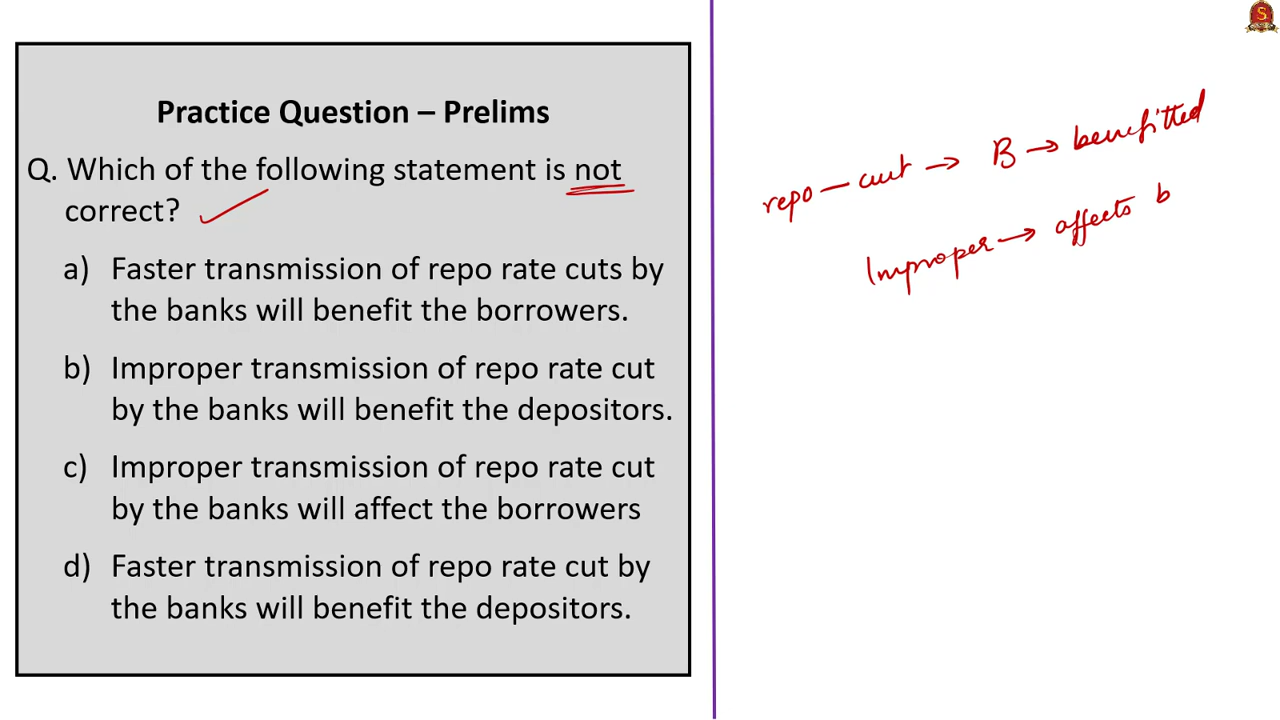 Practice Question – Prelims
Q. Which of the following statement is not
correct?
a) Faster transmission of repo rate cuts by
the banks will benefit the borrowers.
b) Improper transmission of repo rate cut
by the banks will benefit the depositors.
c) Improper transmission of repo rate cut
by the banks will affect the borrowers
d) Faster transmission of repo rate cut by
the banks will benefit the depositors.
repo – cut → B → benefitted
Improper → affects b
S